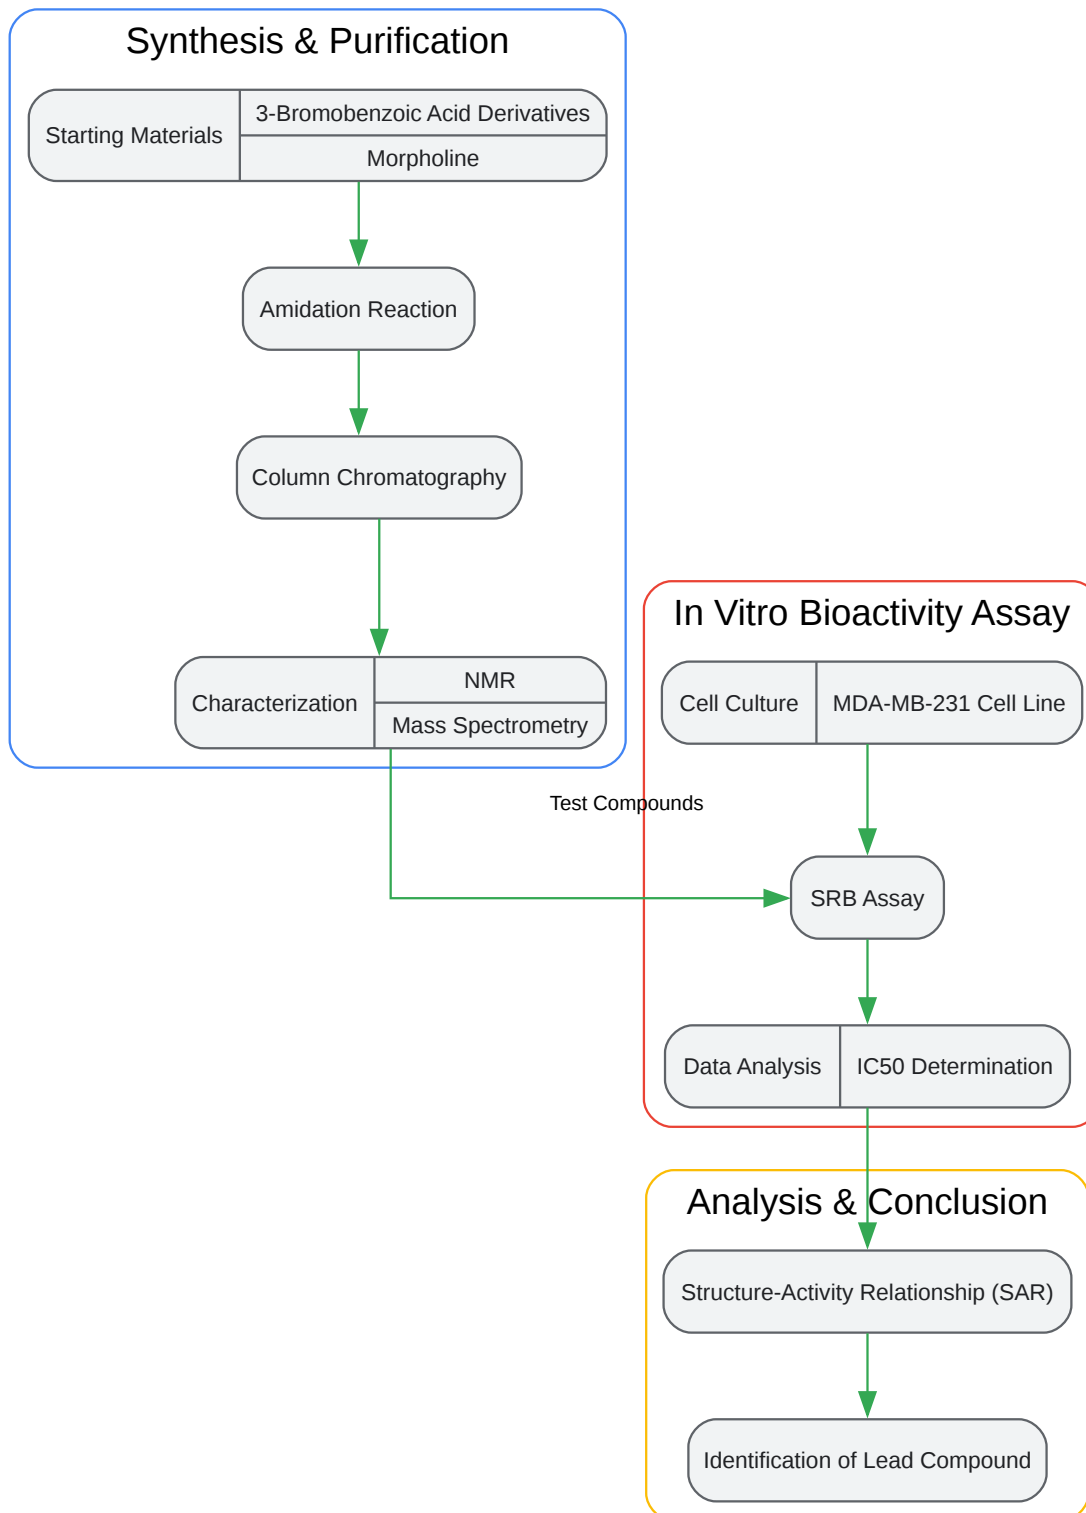 Synthesis & Purification
Starting Materials
3-Bromobenzoic Acid Derivatives
Morpholine
Amidation Reaction
Column Chromatography
Characterization
NMR
Mass Spectrometry
Test Compounds
In Vitro Bioactivity Assay
Cell Culture
MDA-MB-231 Cell Line
SRB Assay
Data Analysis
IC50 Determination
Analysis & Conclusion
Structure-Activity Relationship (SAR)
Identification of Lead Compound